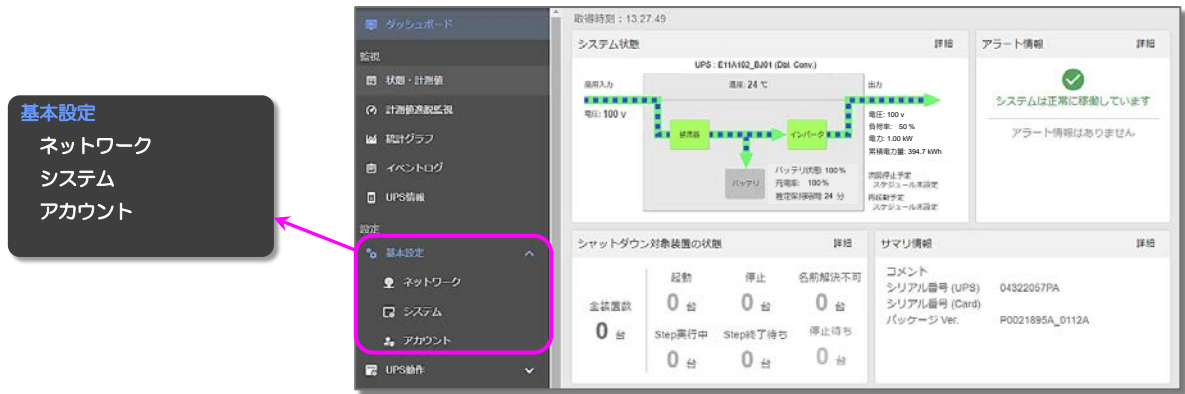 基本設定
ネットワーク
システム
アカウント
ダッシュボード
監視
状態・計測値
計測値遷移監視
統計グラフ
イベントログ
UPS情報
設定
基本設定
ネットワーク
システム
アカウント
UPS動作
取得時刻：13:27:49
システム状態
詳細
UPS : E11A102_BJ01 (Dbl. Conv.)
商用入力
電圧: 100 v
温度: 24 ℃
整流器
インバータ
バッテリ
バッテリ状態: 100%
充電率: 100%
推定保持時間 24 分
出力
電圧: 100 v
負荷率: 50 %
電力: 1.00 kW
累積電力量: 394.7 kWh
次回停止予定
スケジュール未設定
再起動予定
スケジュール未設定
アラート情報
詳細
システムは正常に稼働しています
アラート情報はありません
シャットダウン対象装置の状態
詳細
全装置数
0 台
起動
0 台
停止
0 台
名前解決不可
0 台
Step実行中
0 台
Step終了待ち
0 台
停止待ち
0 台
サマリ情報
詳細
コメント
シリアル番号 (UPS) 04322057PA
シリアル番号 (Card)
パッケージ Ver. P0021895A_0112A